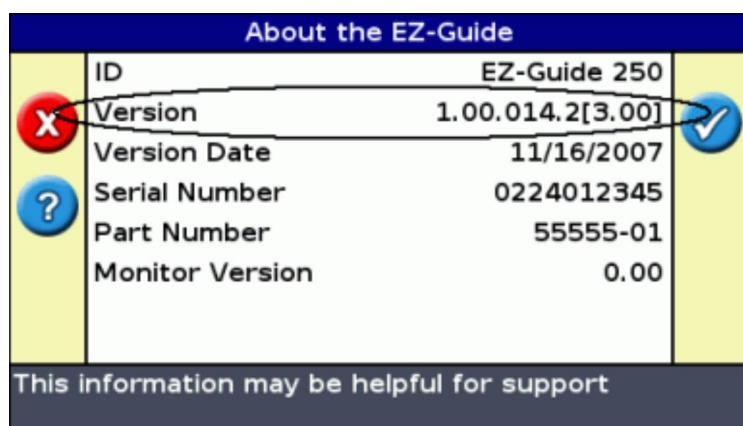 About the EZ-Guide
ID EZ-Guide 250
Version 1.00.014.2[3.00]
Version Date 11/16/2007
Serial Number 0224012345
Part Number 55555-01
Monitor Version 0.00
X
?
This information may be helpful for support